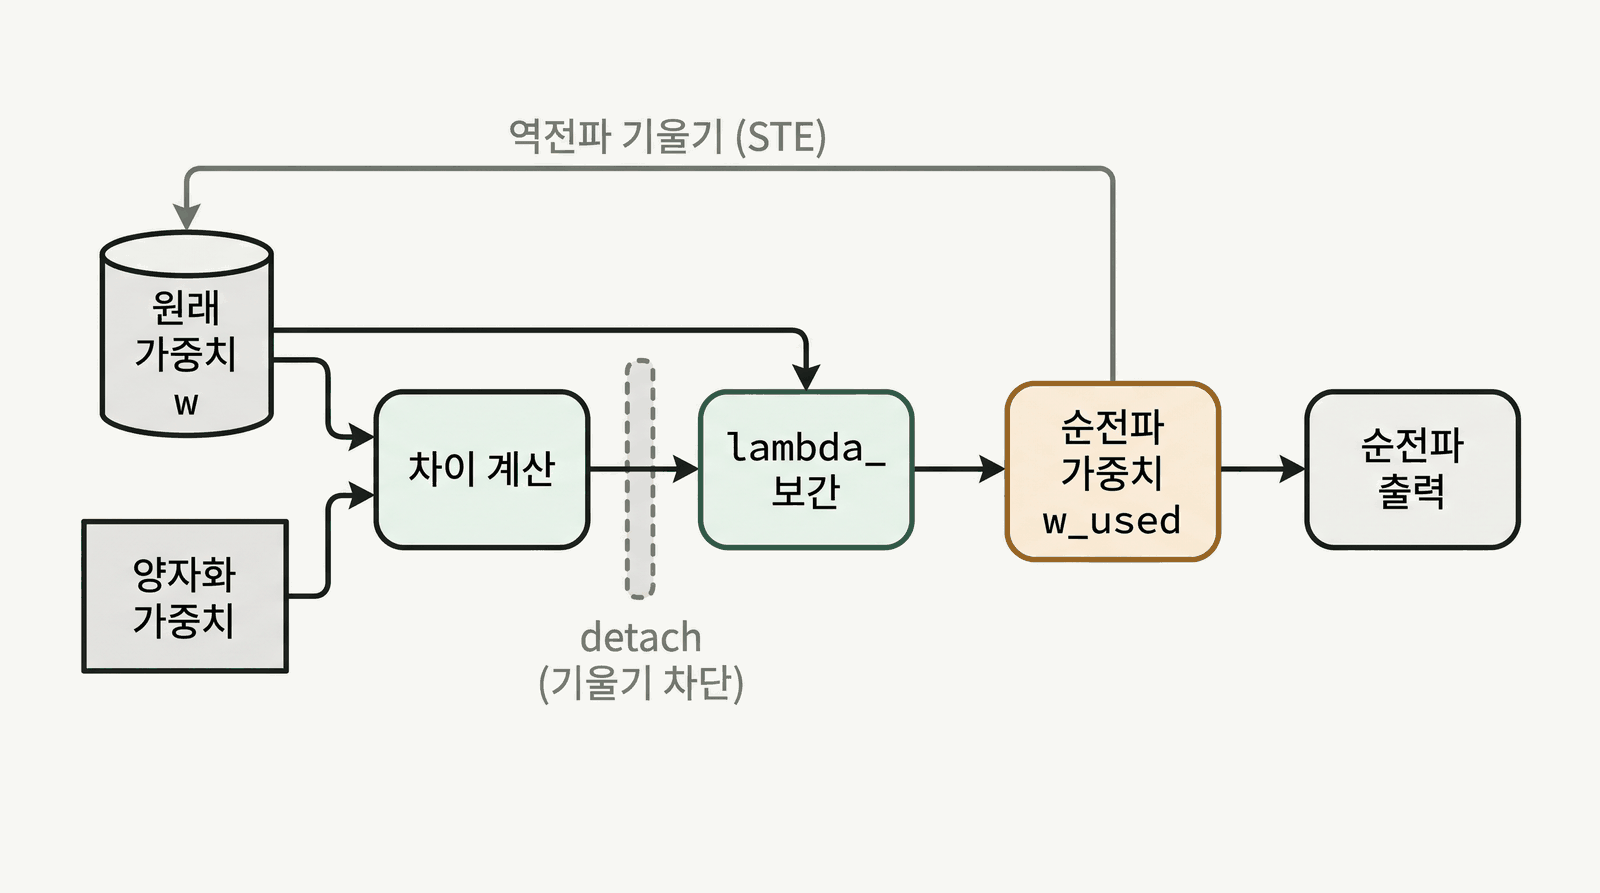 역전파 기울기 (STE)
원래
가중치
w
양자화
가중치
차이 계산
detach
(기울기 차단)
lambda_
보간
순전파
가중치
w_used
순전파
출력